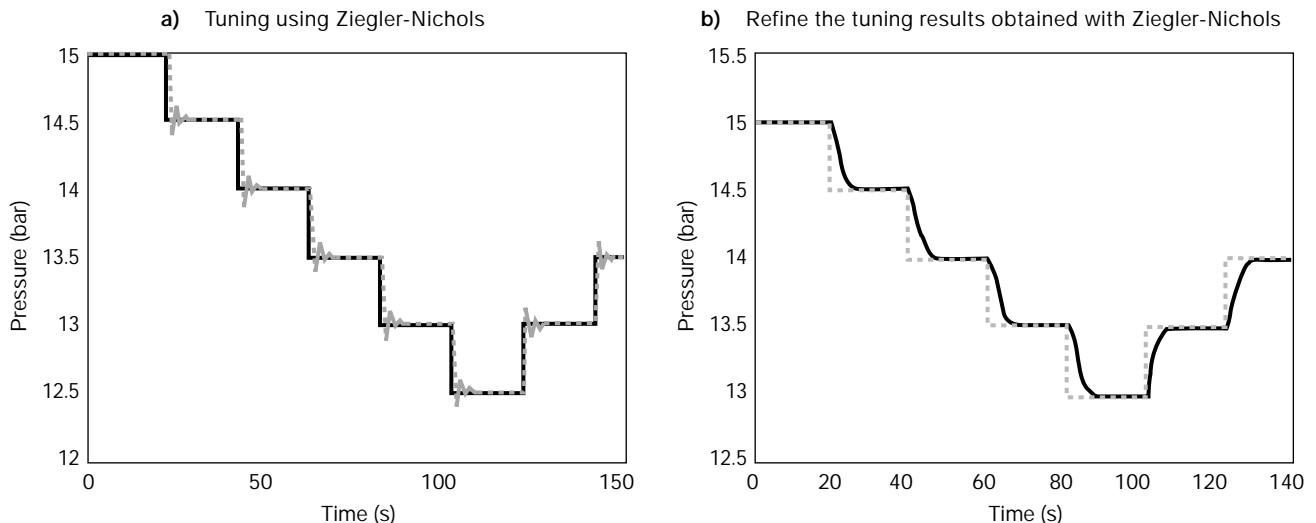 a) Tuning using Ziegler-Nichols
15
14.5
14
13.5
13
12.5
12
Pressure (bar)
0 50 100 150
Time (s)
b) Refine the tuning results obtained with Ziegler-Nichols
15.5
15
14.5
14
13.5
13
12.5
Pressure (bar)
0 20 40 60 80 100 120 140
Time (s)